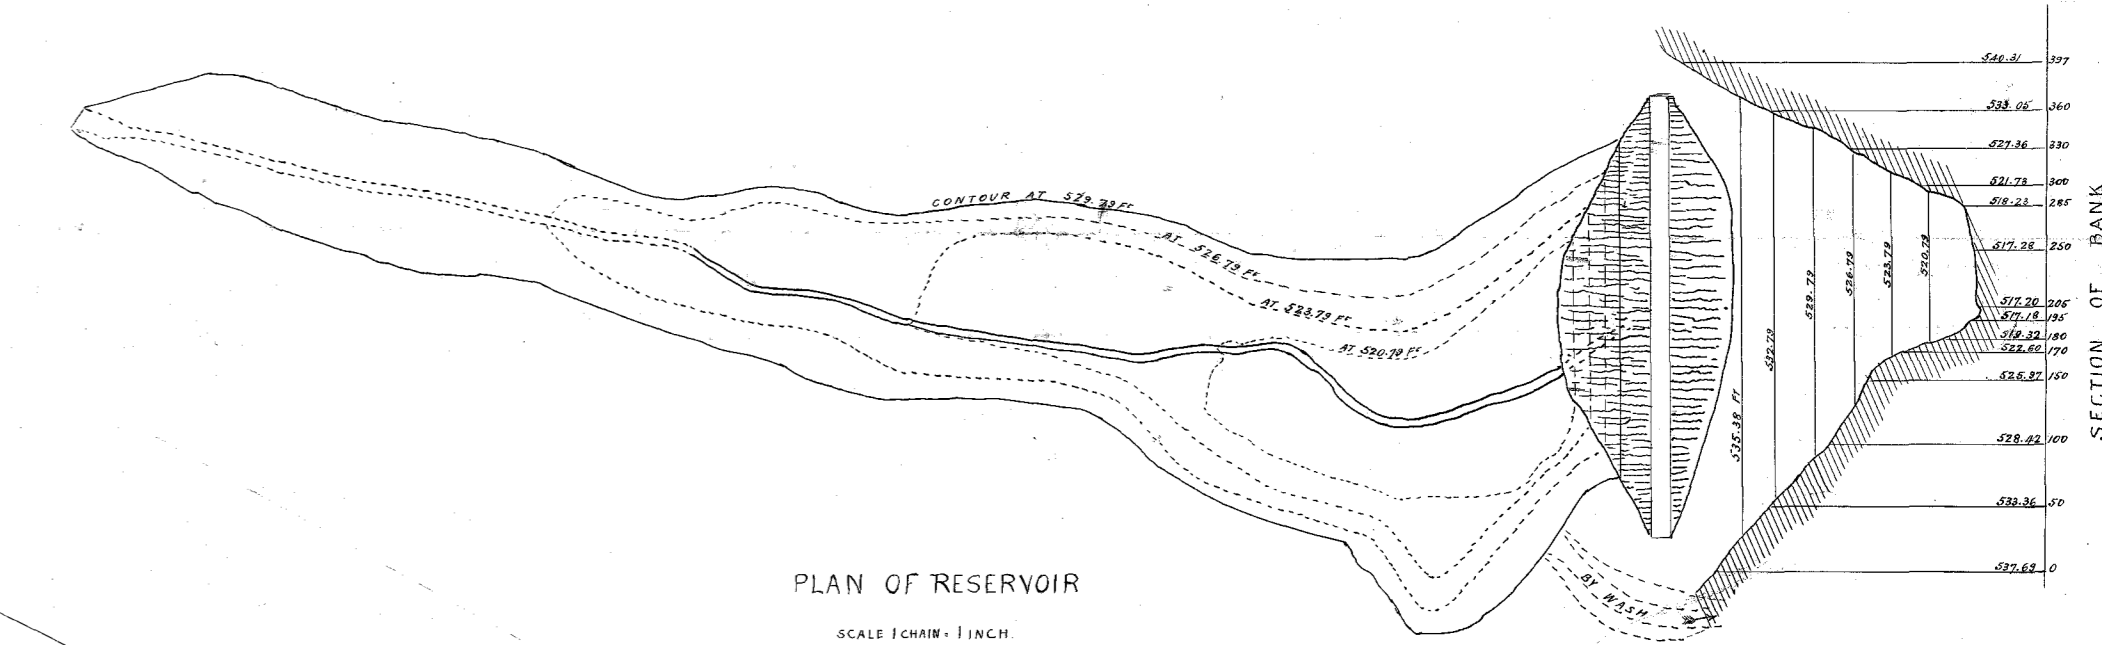 CONTOUR AT 529.79 FT
AT 526.79 FT
AT 523.79 FT
AT 520.79 FT
PLAN OF RESERVOIR
SCALE 1 CHAIN = 1 INCH.
BY WASH
535.38 FT
532.79
529.79
526.79
523.79
520.79
540.31 397
533.05 360
527.36 330
521.78 300
518.23 285
517.28 250
517.20 205
517.18 195
519.32 180
522.60 170
525.97 150
528.42 100
533.36 50
537.69 0
SECTION OF BANK